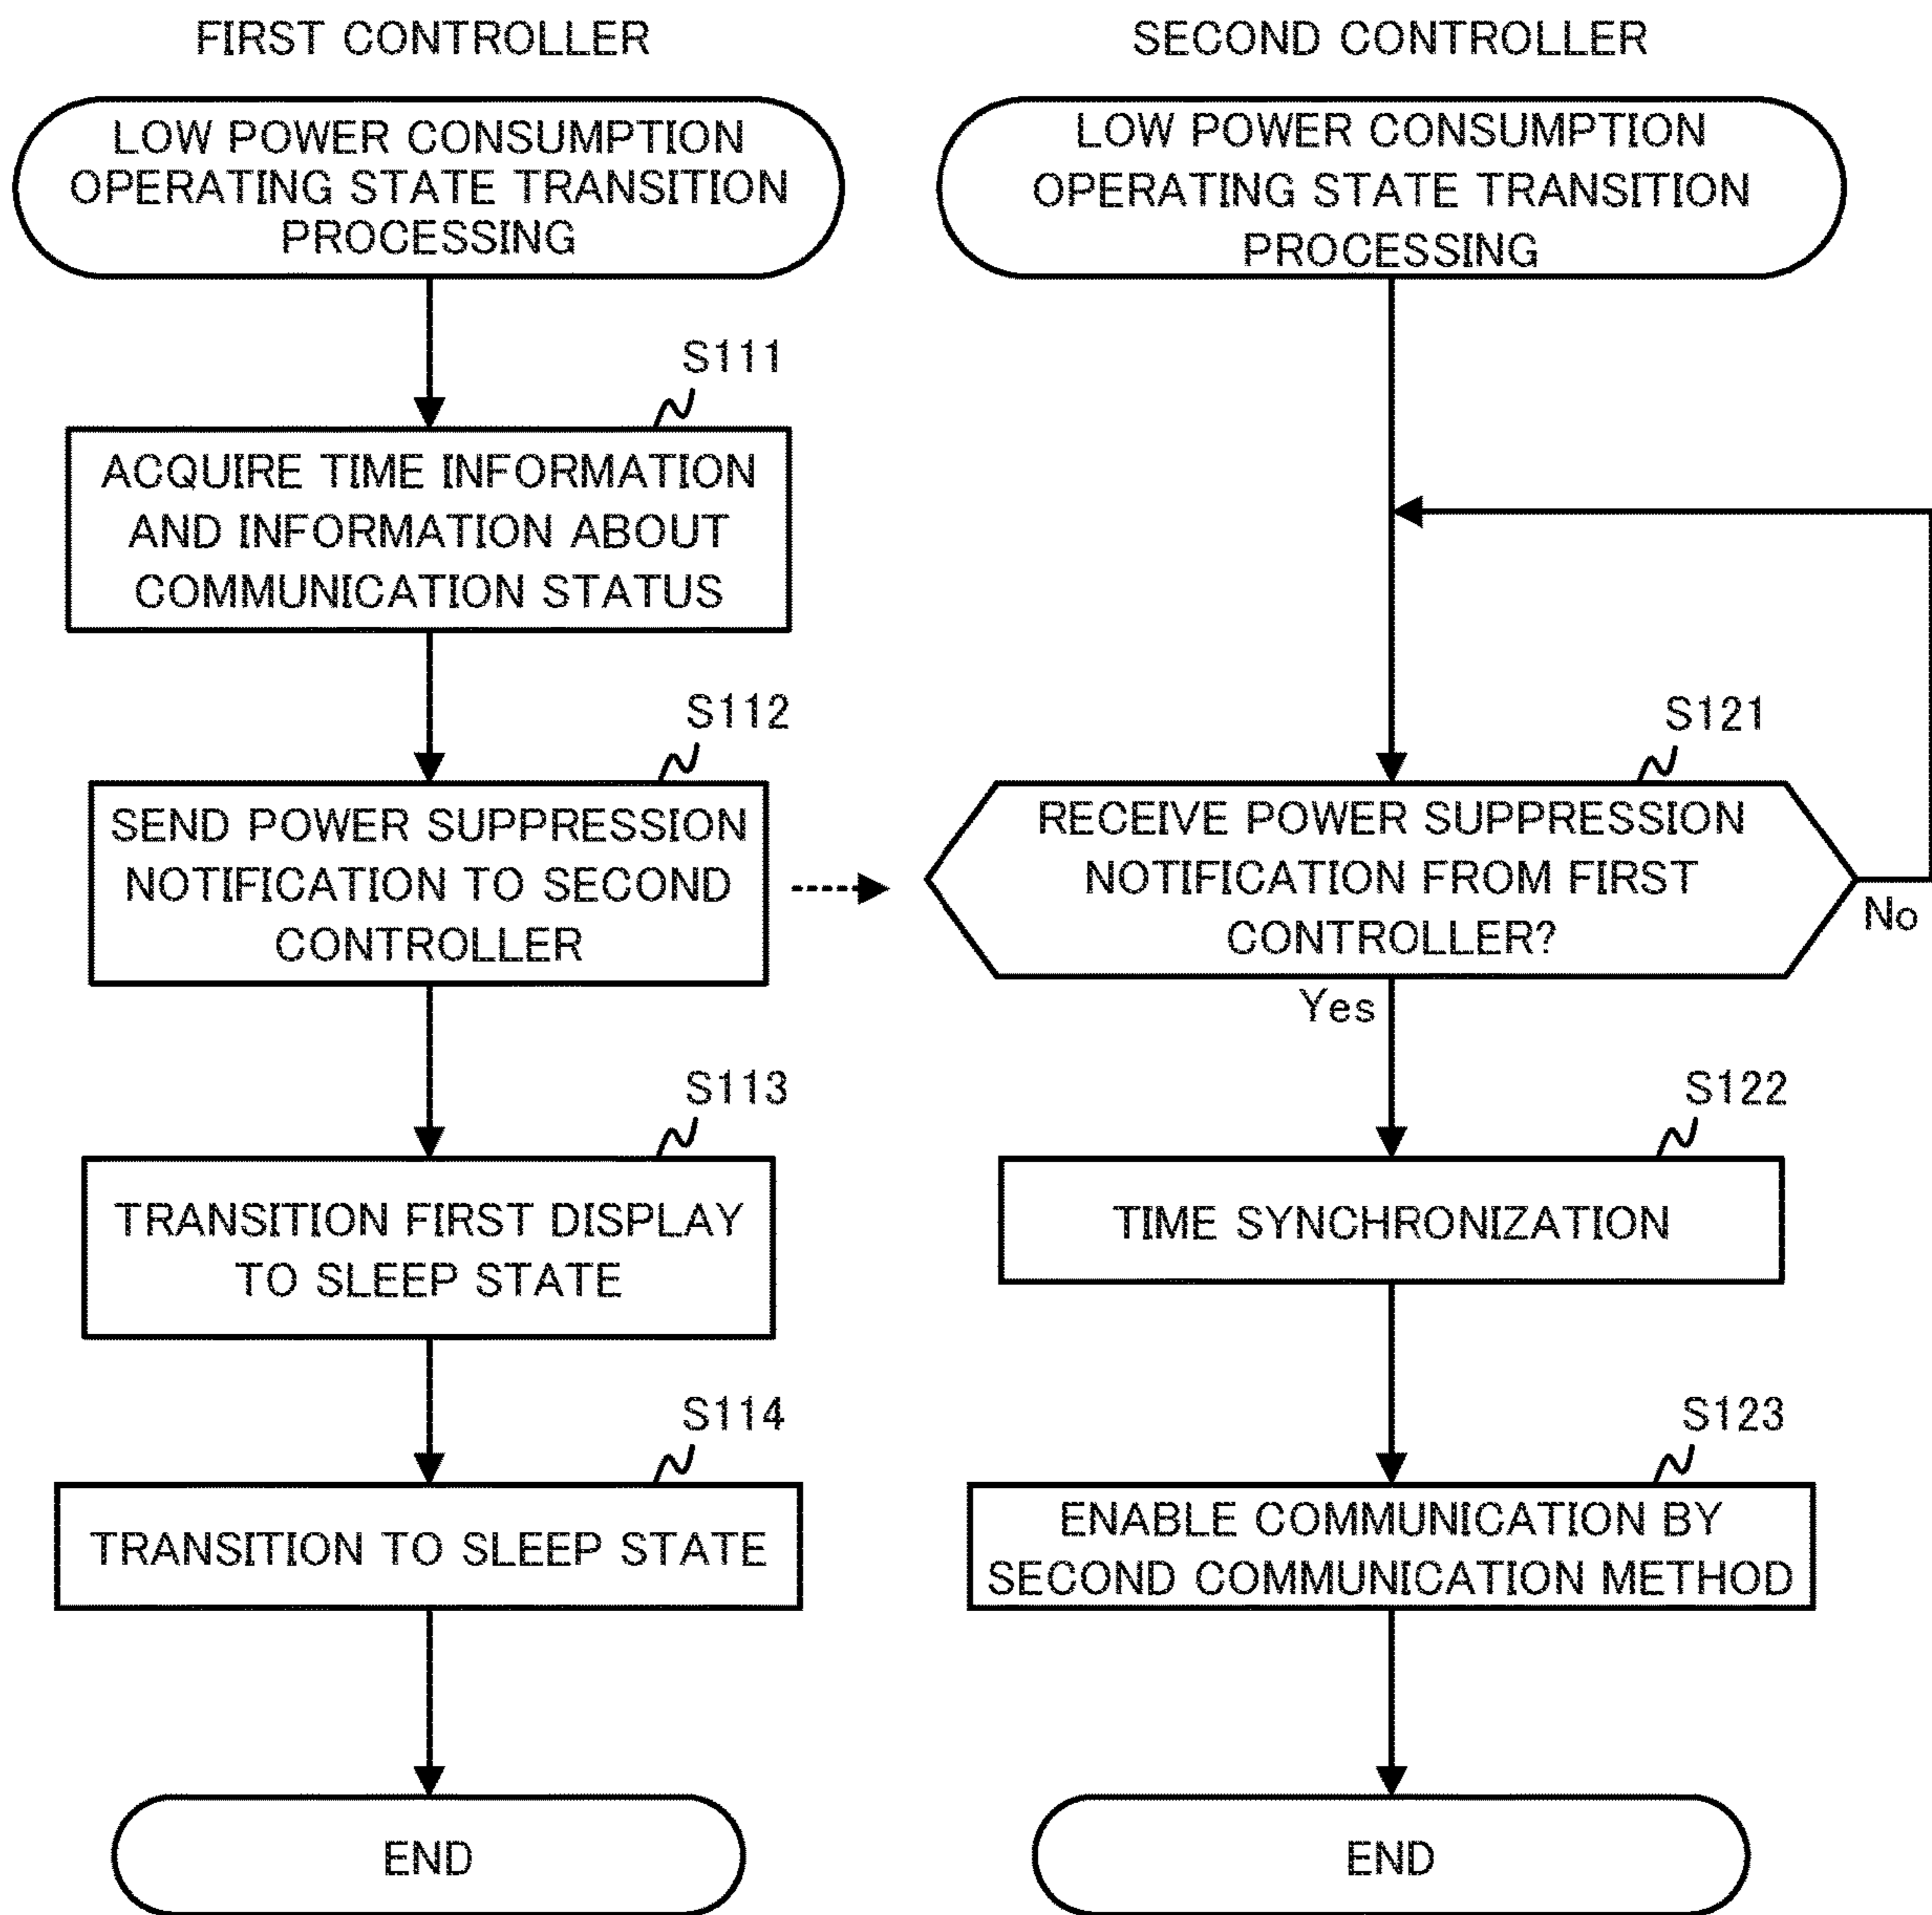 FIRST CONTROLLER
LOW POWER CONSUMPTION
OPERATING STATE TRANSITION
PROCESSING
S111
ACQUIRE TIME INFORMATION
AND INFORMATION ABOUT
COMMUNICATION STATUS
S112
SEND POWER SUPPRESSION
NOTIFICATION TO SECOND
CONTROLLER
S113
TRANSITION FIRST DISPLAY
TO SLEEP STATE
S114
TRANSITION TO SLEEP STATE
END
SECOND CONTROLLER
LOW POWER CONSUMPTION
OPERATING STATE TRANSITION
PROCESSING
S121
RECEIVE POWER SUPPRESSION
NOTIFICATION FROM FIRST
CONTROLLER?
No
Yes
S122
TIME SYNCHRONIZATION
S123
ENABLE COMMUNICATION BY
SECOND COMMUNICATION METHOD
END